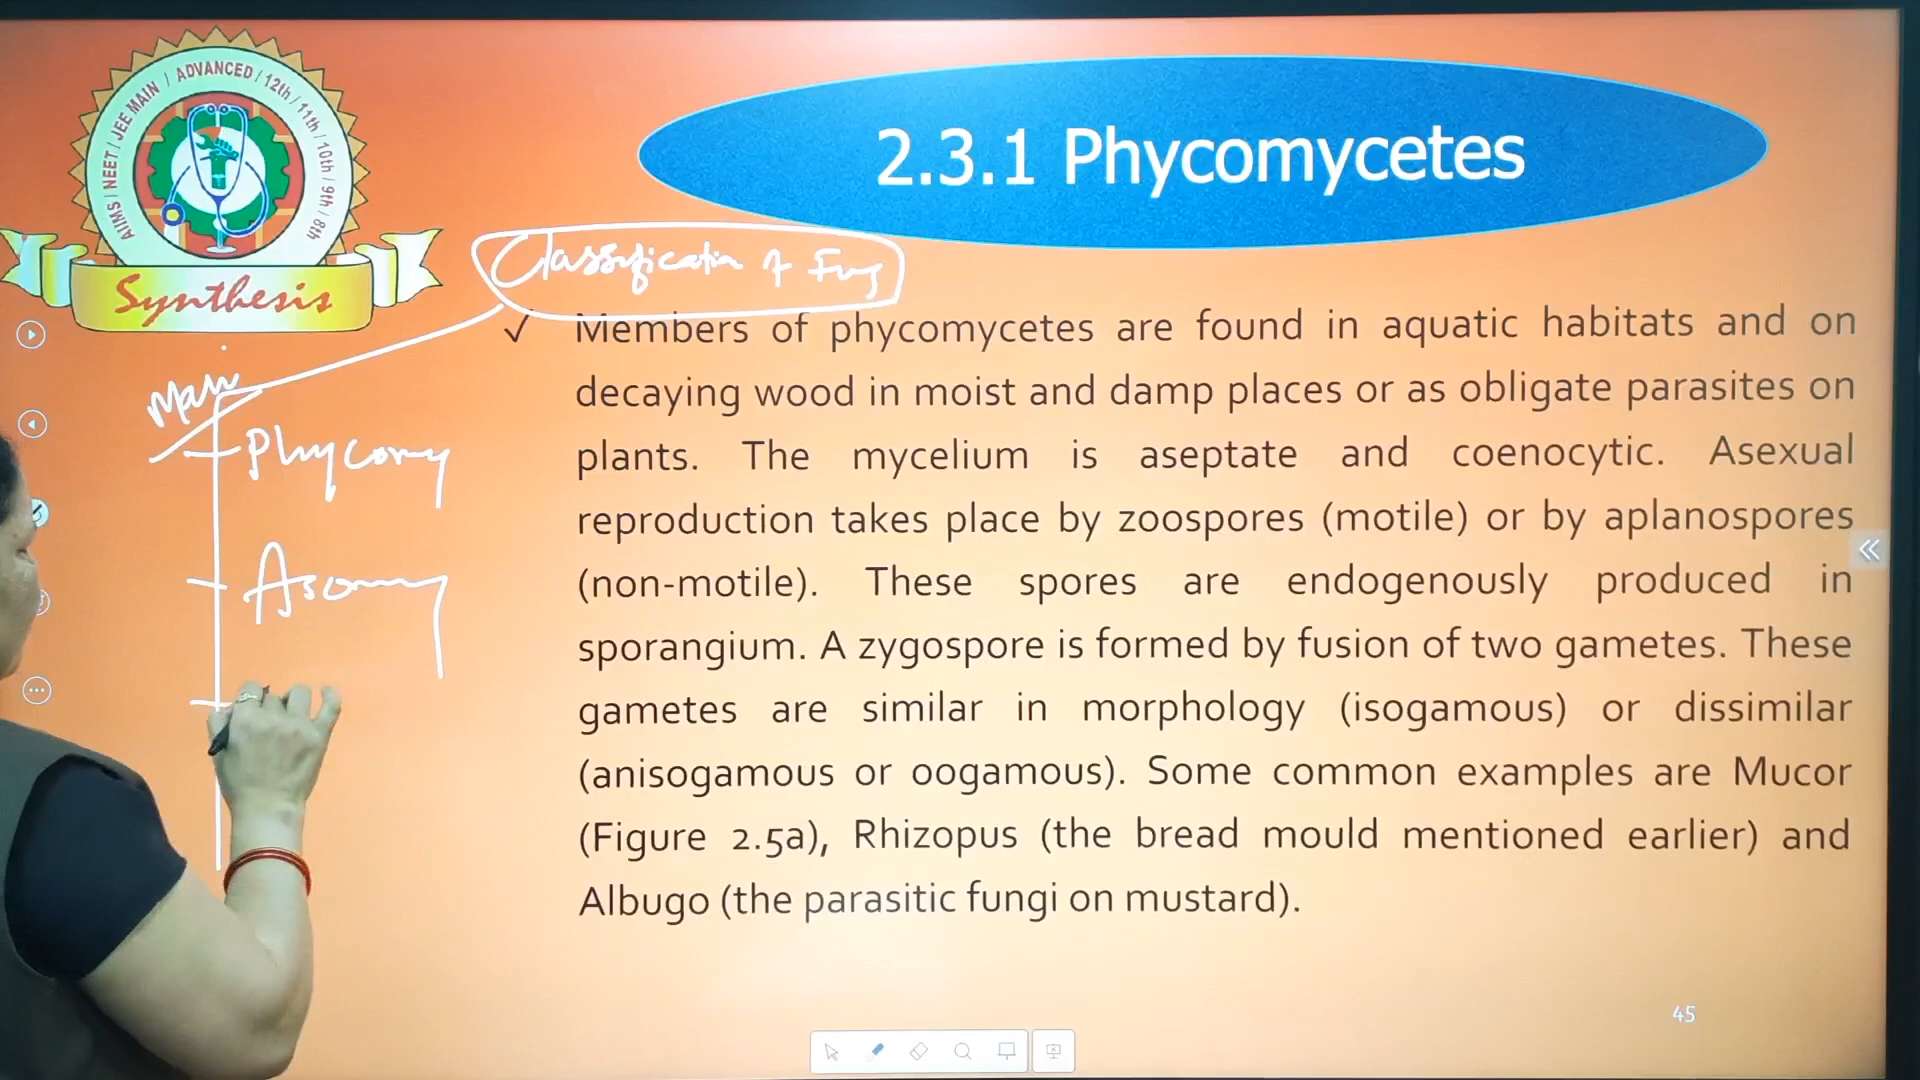 AIIMS / NEET / JEE MAIN / ADVANCED / 12th / 11th / 10th / 9th / 8th
Synthesis
2.3.1 Phycomycetes
Classification of Fung
✓ Members of phycomycetes are found in aquatic habitats and on
decaying wood in moist and damp places or as obligate parasites on
plants. The mycelium is aseptate and coenocytic. Asexual
reproduction takes place by zoospores (motile) or by aplanospores
(non-motile). These spores are endogenously produced in
sporangium. A zygospore is formed by fusion of two gametes. These
gametes are similar in morphology (isogamous) or dissimilar
(anisogamous or oogamous). Some common examples are Mucor
(Figure 2.5a), Rhizopus (the bread mould mentioned earlier) and
Albugo (the parasitic fungi on mustard).
Phycomy
Ascomy
45